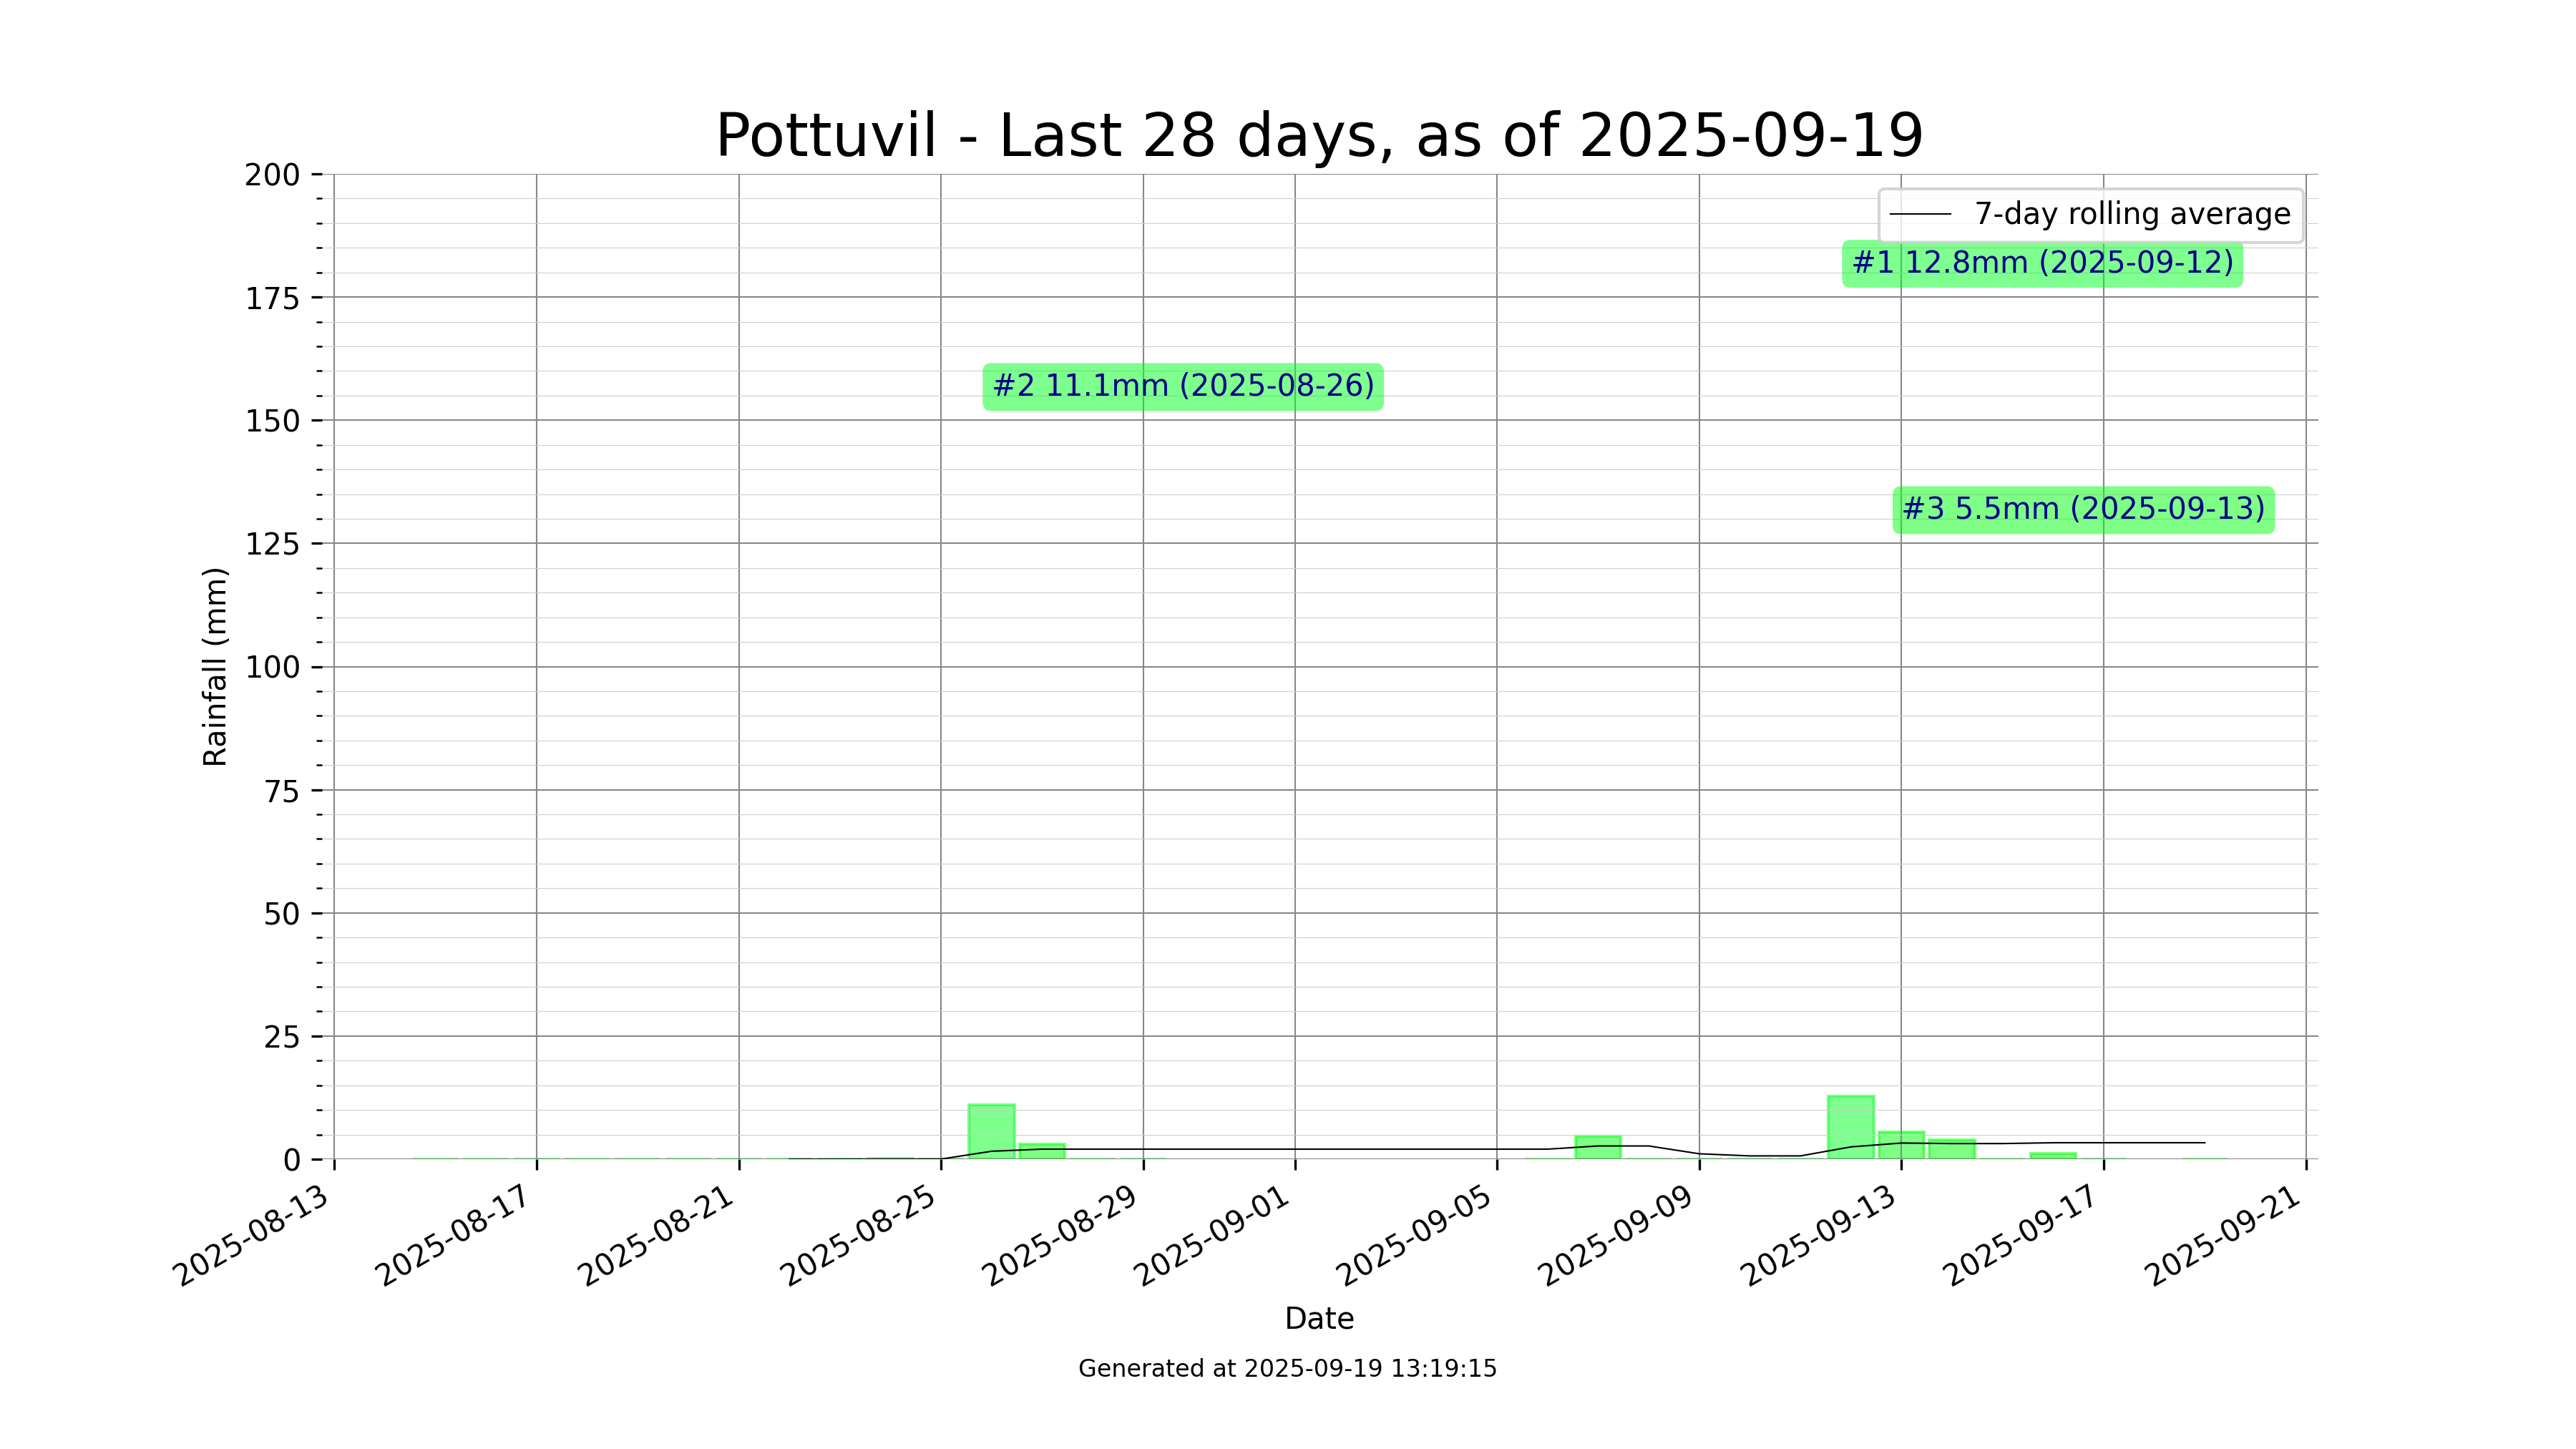 Pottuvil - Last 28 days, as of 2025-09-19
200
175
150
125
100
75
50
25
0
Rainfall (mm)
7-day rolling average
#1 12.8mm (2025-09-12)
#2 11.1mm (2025-08-26)
#3 5.5mm (2025-09-13)
2025-08-13
2025-08-17
2025-08-21
2025-08-25
2025-08-29
2025-09-01
2025-09-05
2025-09-09
2025-09-13
2025-09-17
2025-09-21
Date
Generated at 2025-09-19 13:19:15